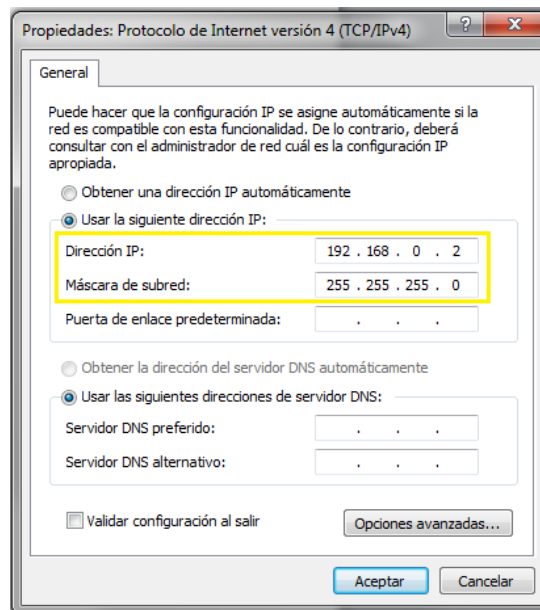 Propiedades: Protocolo de Internet versión 4 (TCP/IPv4)
General
Puede hacer que la configuración IP se asigne automáticamente si la
red es compatible con esta funcionalidad. De lo contrario, deberá
consultar con el administrador de red cuál es la configuración IP
apropiada.
Obtener una dirección IP automáticamente
Usar la siguiente dirección IP:
Dirección IP: 192 . 168 . 0 . 2
Máscara de subred: 255 . 255 . 255 . 0
Puerta de enlace predeterminada: . . .
Obtener la dirección del servidor DNS automáticamente
Usar las siguientes direcciones de servidor DNS:
Servidor DNS preferido: . . .
Servidor DNS alternativo: . . .
Validar configuración al salir Opciones avanzadas...
Aceptar Cancelar